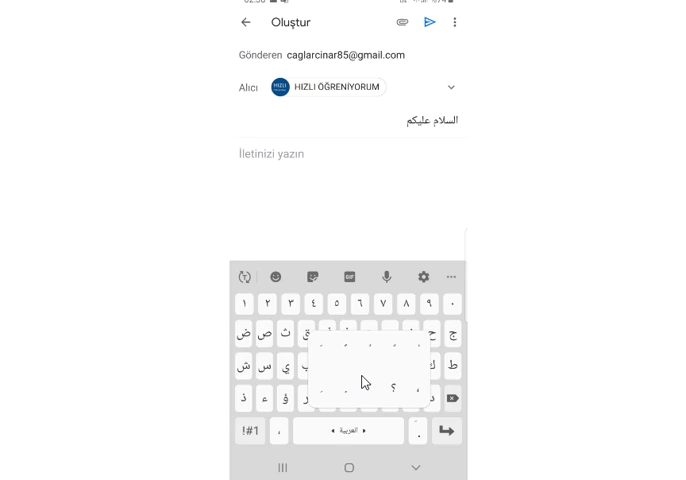 Oluştur
Gönderen caglarcinar85@gmail.com
Alıcı HIZLI ÖĞRENİYORUM
السلام عليكم
İletinizi yazın
GIF
١ ٢ ٣ ٤ ٥ ٦ ٧ ٨ ٩ ٠
ض ص ث ق ح ج
ش س ي ب ك ط
ذ ء ؤ ر د
؟ ،
!#1 ، العربية .